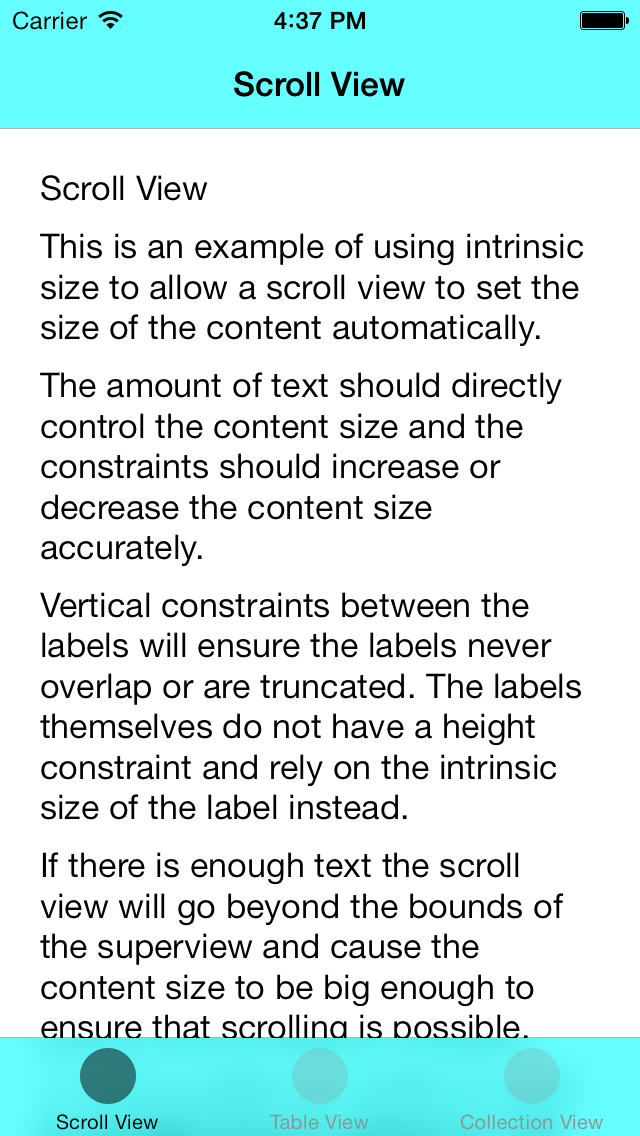 Carrier 4:37 PM
Scroll View
Scroll View
This is an example of using intrinsic
size to allow a scroll view to set the
size of the content automatically.
The amount of text should directly
control the content size and the
constraints should increase or
decrease the content size
accurately.
Vertical constraints between the
labels will ensure the labels never
overlap or are truncated. The labels
themselves do not have a height
constraint and rely on the intrinsic
size of the label instead.
If there is enough text the scroll
view will go beyond the bounds of
the superview and cause the
content size to be big enough to
ensure that scrolling is possible.
Scroll View Table View Collection View